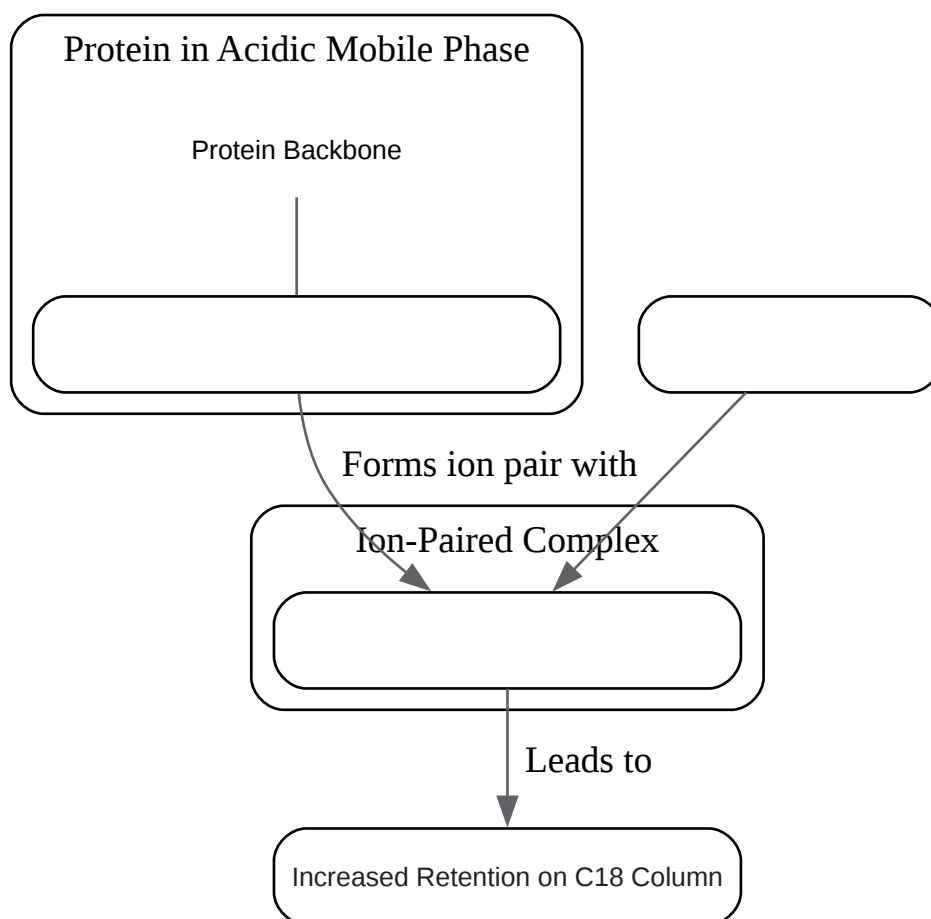 Protein in Acidic Mobile Phase
Protein Backbone
Forms ion pair with
Ion-Paired Complex
Leads to
Increased Retention on C18 Column